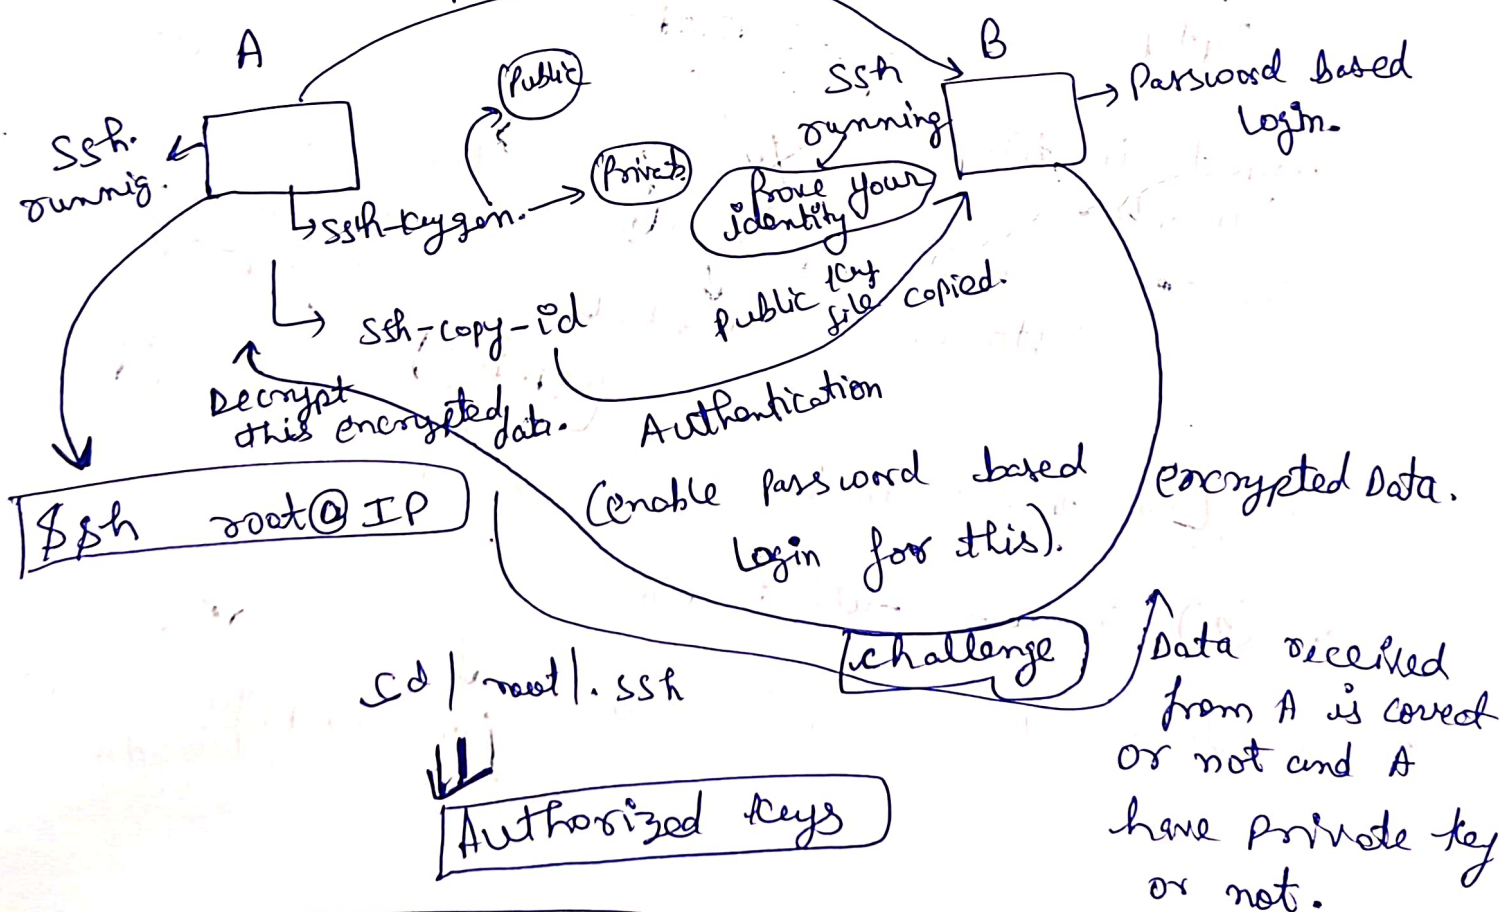 A
B
Public
Ssh
running
Password based
Login.
Ssh.
runnig.
Private
Prove Your
identity
ssh-keygen.
Public key
file copied.
ssh-copy-id
Decrypt
this encrypted data.
Authentication
(enable password based
Login for this).
encrypted Data.
$sh root@IP
challenge
Data received
from A is correct
or not and A
have private key
or not.
cd /root/.ssh
Authorized keys